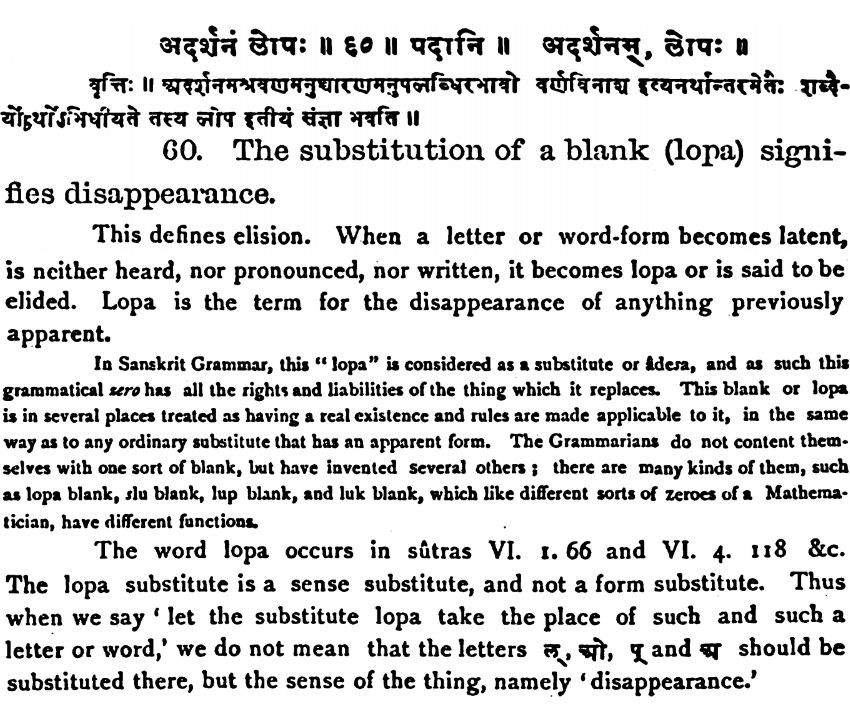 अदर्शनं लोपः ॥ ६० ॥ पदानि ॥ अदर्शनम्, लोपः ॥
वृत्तिः ॥ अदर्शनमश्रवणमनुच्चारणमनुपलब्धिरभावो वर्णविनाश इत्यनर्थान्तरमेतैः शब्दै-
र्योऽर्थोऽभिधीयते तस्य लोप इतीयं संज्ञा भवति ॥
60. The substitution of a blank (lopa) signi-
fies disappearance.
This defines elision. When a letter or word-form becomes latent,
is neither heard, nor pronounced, nor written, it becomes lopa or is said to be
elided. Lopa is the term for the disappearance of anything previously
apparent.
In Sanskrit Grammar, this “ lopa” is considered as a substitute or âdesa, and as such this
grammatical zero has all the rights and liabilities of the thing which it replaces. This blank or lopa
is in several places treated as having a real existence and rules are made applicable to it, in the same
way as to any ordinary substitute that has an apparent form. The Grammarians do not content them-
selves with one sort of blank, but have invented several others ; there are many kinds of them, such
as lopa blank, slu blank, lup blank, and luk blank, which like different sorts of zeroes of a Mathema-
tician, have different functions.
The word lopa occurs in sûtras VI. 1. 66 and VI. 4. 118 &c.
The lopa substitute is a sense substitute, and not a form substitute. Thus
when we say ‘ let the substitute lopa take the place of such and such a
letter or word,’ we do not mean that the letters ल्, ओ, प् and अ should be
substituted there, but the sense of the thing, namely ‘ disappearance.’